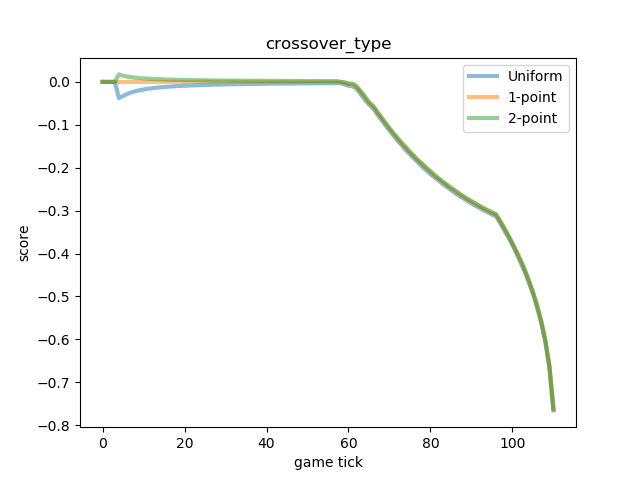 crossover_type
Uniform
1-point
2-point
score
0.0
−0.1
−0.2
−0.3
−0.4
−0.5
−0.6
−0.7
−0.8
0 20 40 60 80 100
game tick